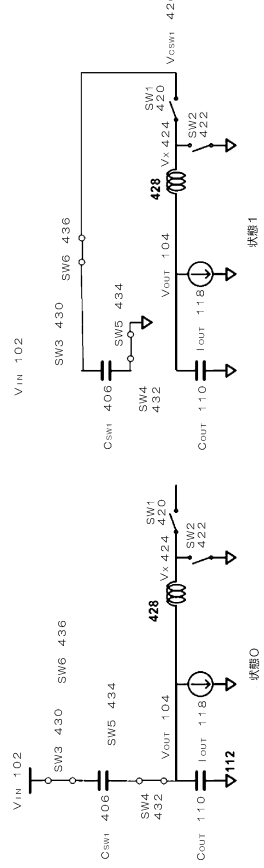 VIN 102
SW3 430
SW6 436
CSW1 406
SW5 434
SW4 432
VOUT 104
428
VX 424
SW1 420
SW2 422
COUT 110
112
IOUT 118
状態0
VIN 102
SW3 430
SW6 436
CSW1 406
SW5 434
SW4 432
VOUT 104
428
VX 424
SW1 420
SW2 422
VCSW1
COUT 110
IOUT 118
状態1